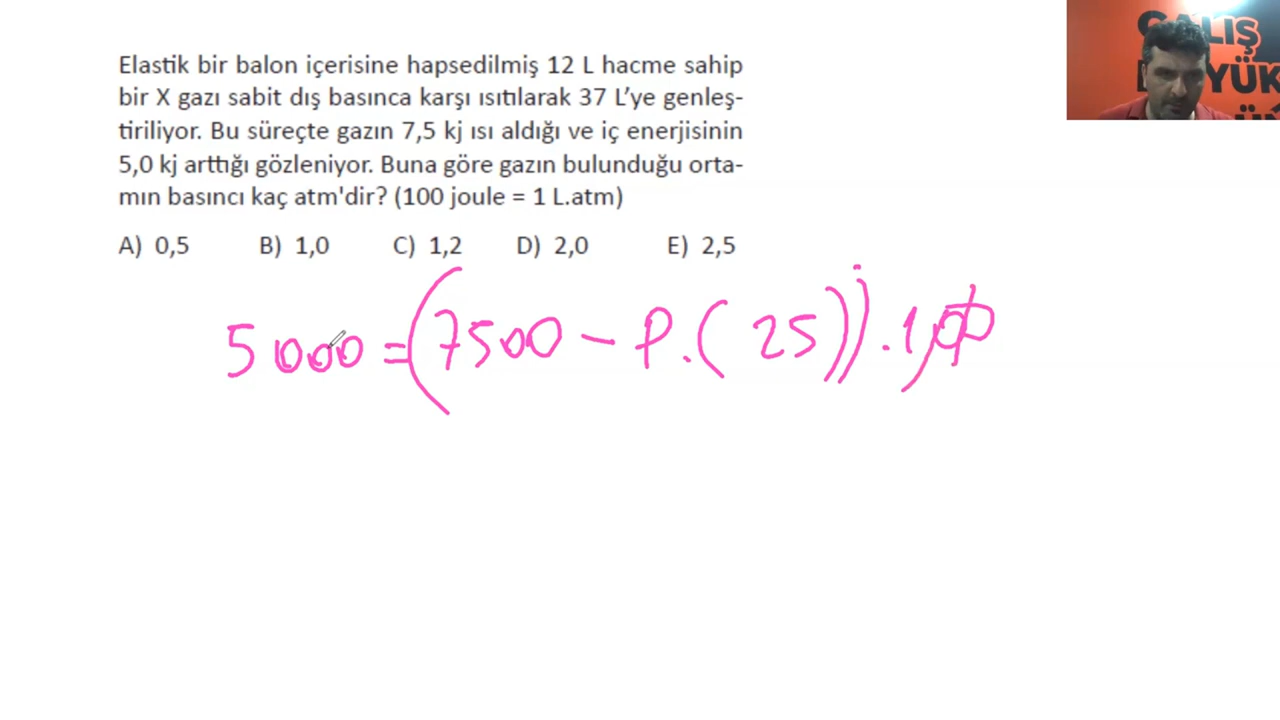 Elastik bir balon içerisine hapsedilmiş 12 L hacme sahip
bir X gazı sabit dış basınca karşı ısıtılarak 37 L’ye genleş-
tiriliyor. Bu süreçte gazın 7,5 kj ısı aldığı ve iç enerjisinin
5,0 kj arttığı gözleniyor. Buna göre gazın bulunduğu orta-
mın basıncı kaç atm'dir? (100 joule = 1 L.atm)
A) 0,5 B) 1,0 C) 1,2 D) 2,0 E) 2,5
5000 = (7500 - P.(25)).100